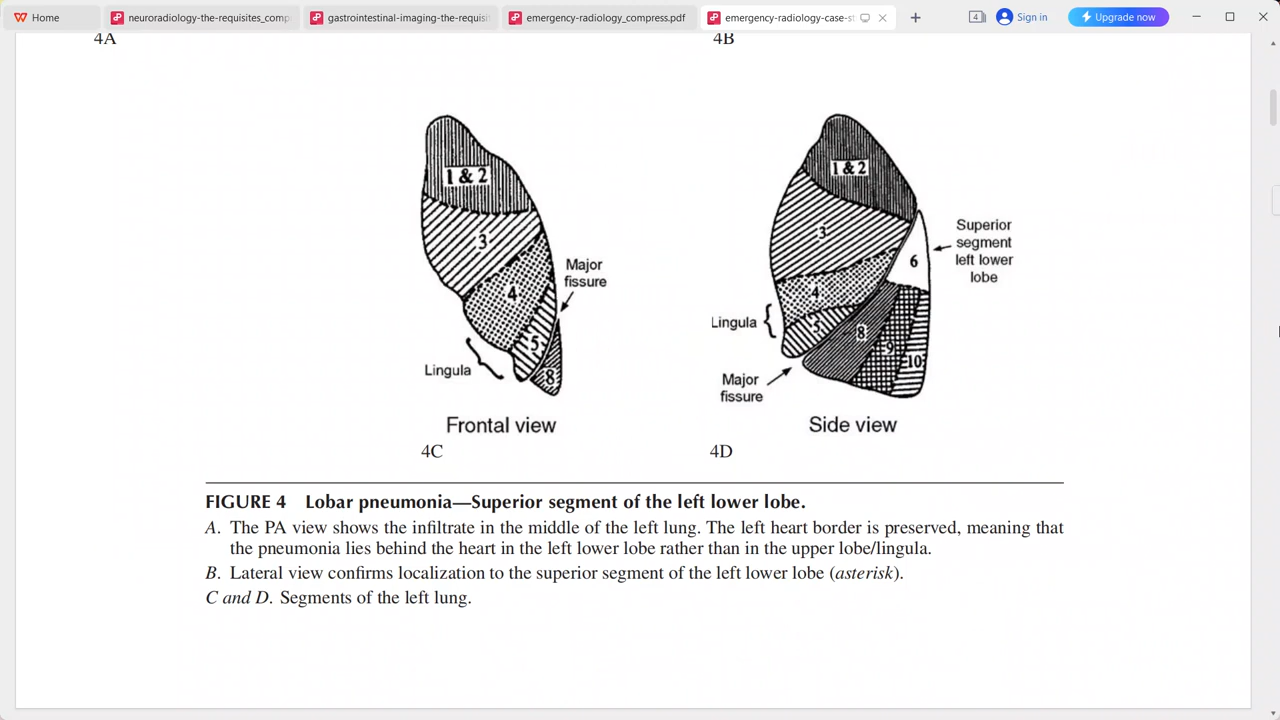 Home
neuroradiology-the-requisites_comp
gastrointestinal-imaging-the-requisit
emergency-radiology_compress.pdf
emergency-radiology-case-st
4
Sign in
Upgrade now
4A
4B
1 & 2
3
4
5
8
Major
fissure
Lingula
Frontal view
4C
1 & 2
3
4
5
6
8
9
10
Superior
segment
left lower
lobe
Lingula
Major
fissure
Side view
4D
FIGURE 4 Lobar pneumonia—Superior segment of the left lower lobe.
A. The PA view shows the infiltrate in the middle of the left lung. The left heart border is preserved, meaning that
the pneumonia lies behind the heart in the left lower lobe rather than in the upper lobe/lingula.
B. Lateral view confirms localization to the superior segment of the left lower lobe (asterisk).
C and D. Segments of the left lung.